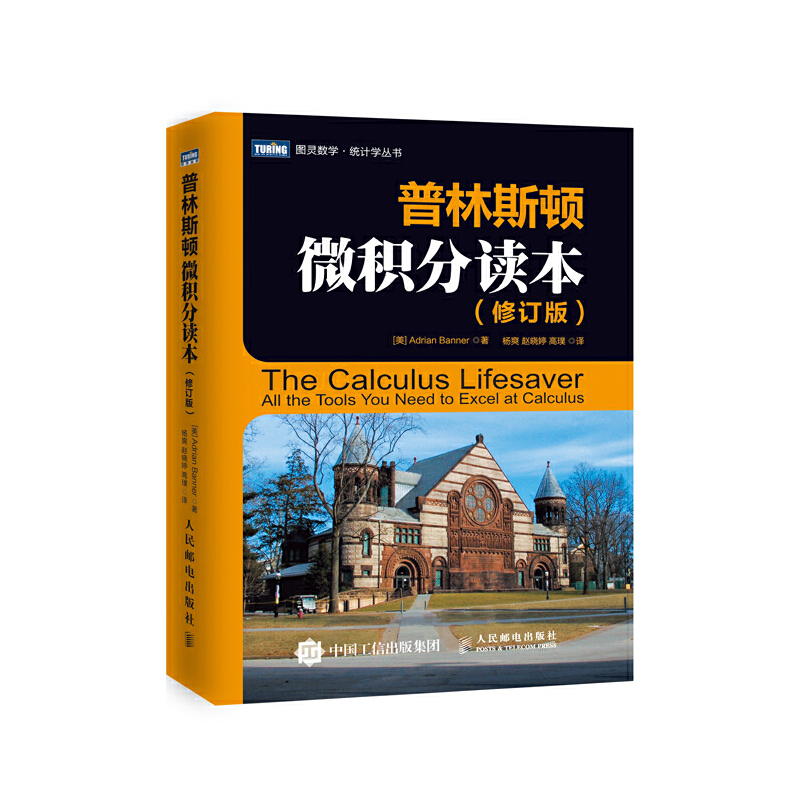 TURING 图灵数学·统计学丛书
普林斯顿
微积分读本
（修订版）
[美] Adrian Banner ◎著 杨爽 赵晓婷 高璞 ◎译
The Calculus Lifesaver
All the Tools You Need to Excel at Calculus
中国工信出版集团
人民邮电出版社
POSTS & TELECOM PRESS
TURING
普林斯顿微积分读本（修订版）
[美] Adrian Banner ◎著
杨爽 赵晓婷 高璞 ◎译
人民邮电出版社